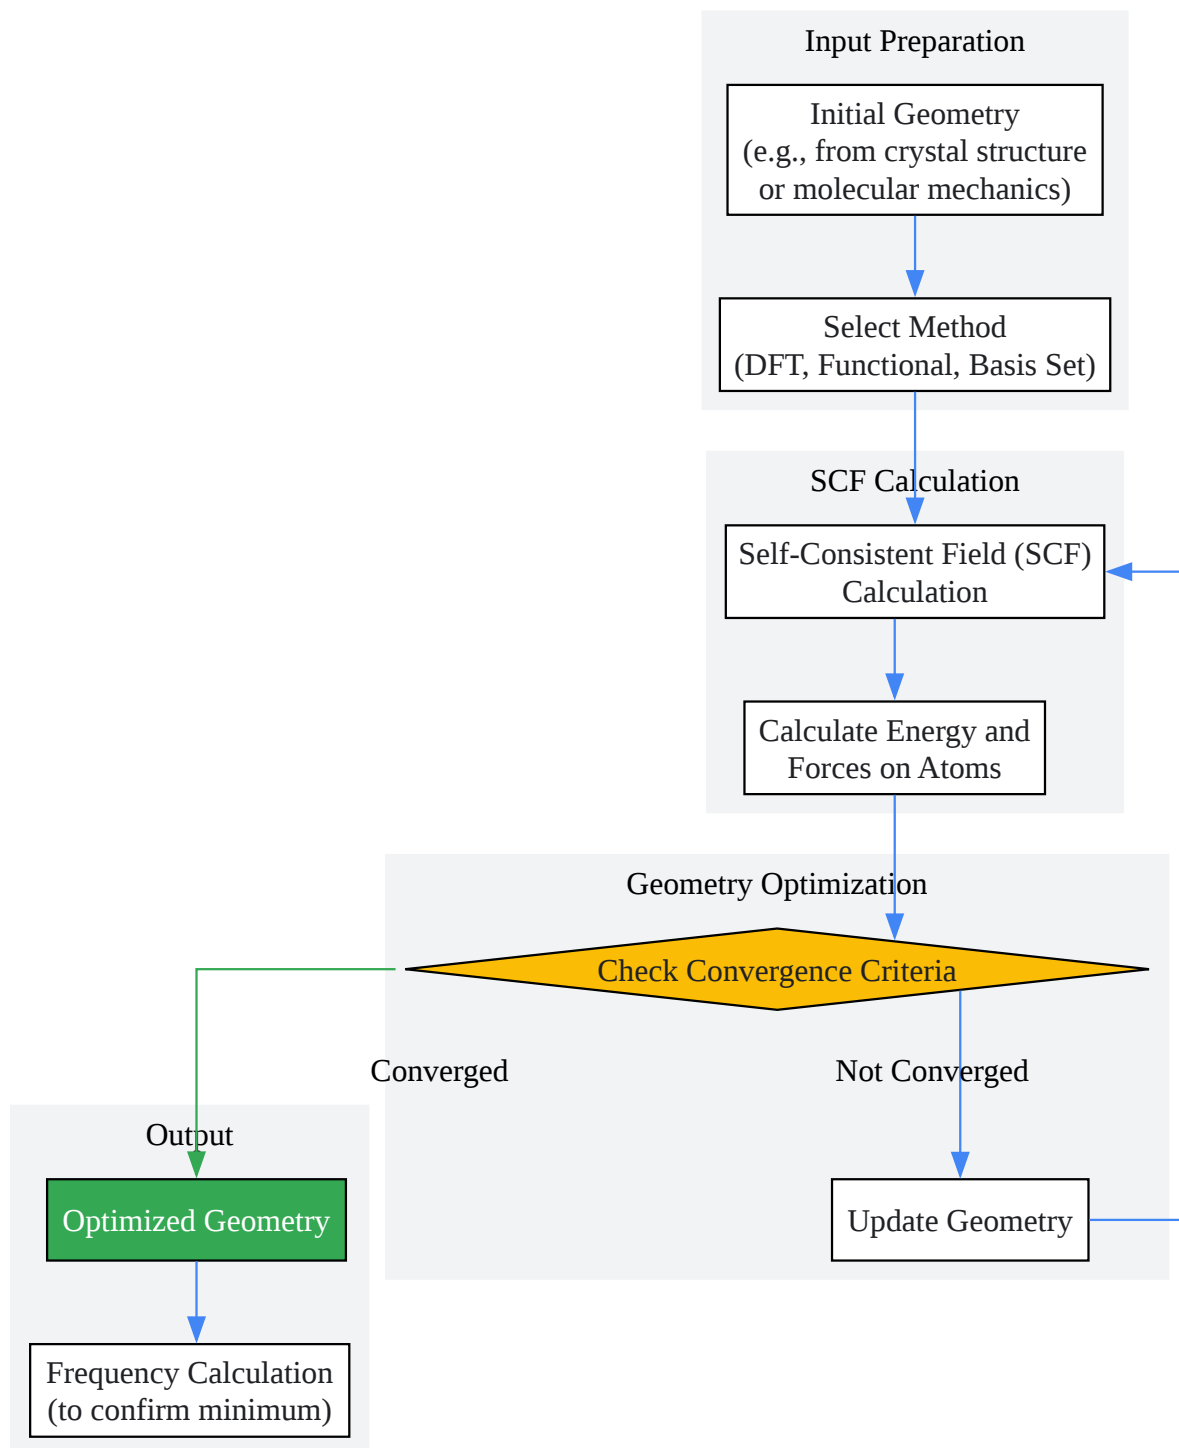 Input Preparation
Initial Geometry
(e.g., from crystal structure
or molecular mechanics)
Select Method
(DFT, Functional, Basis Set)
SCF Calculation
Self-Consistent Field (SCF)
Calculation
Calculate Energy and
Forces on Atoms
Geometry Optimization
Check Convergence Criteria
Converged
Not Converged
Output
Optimized Geometry
Update Geometry
Frequency Calculation
(to confirm minimum)